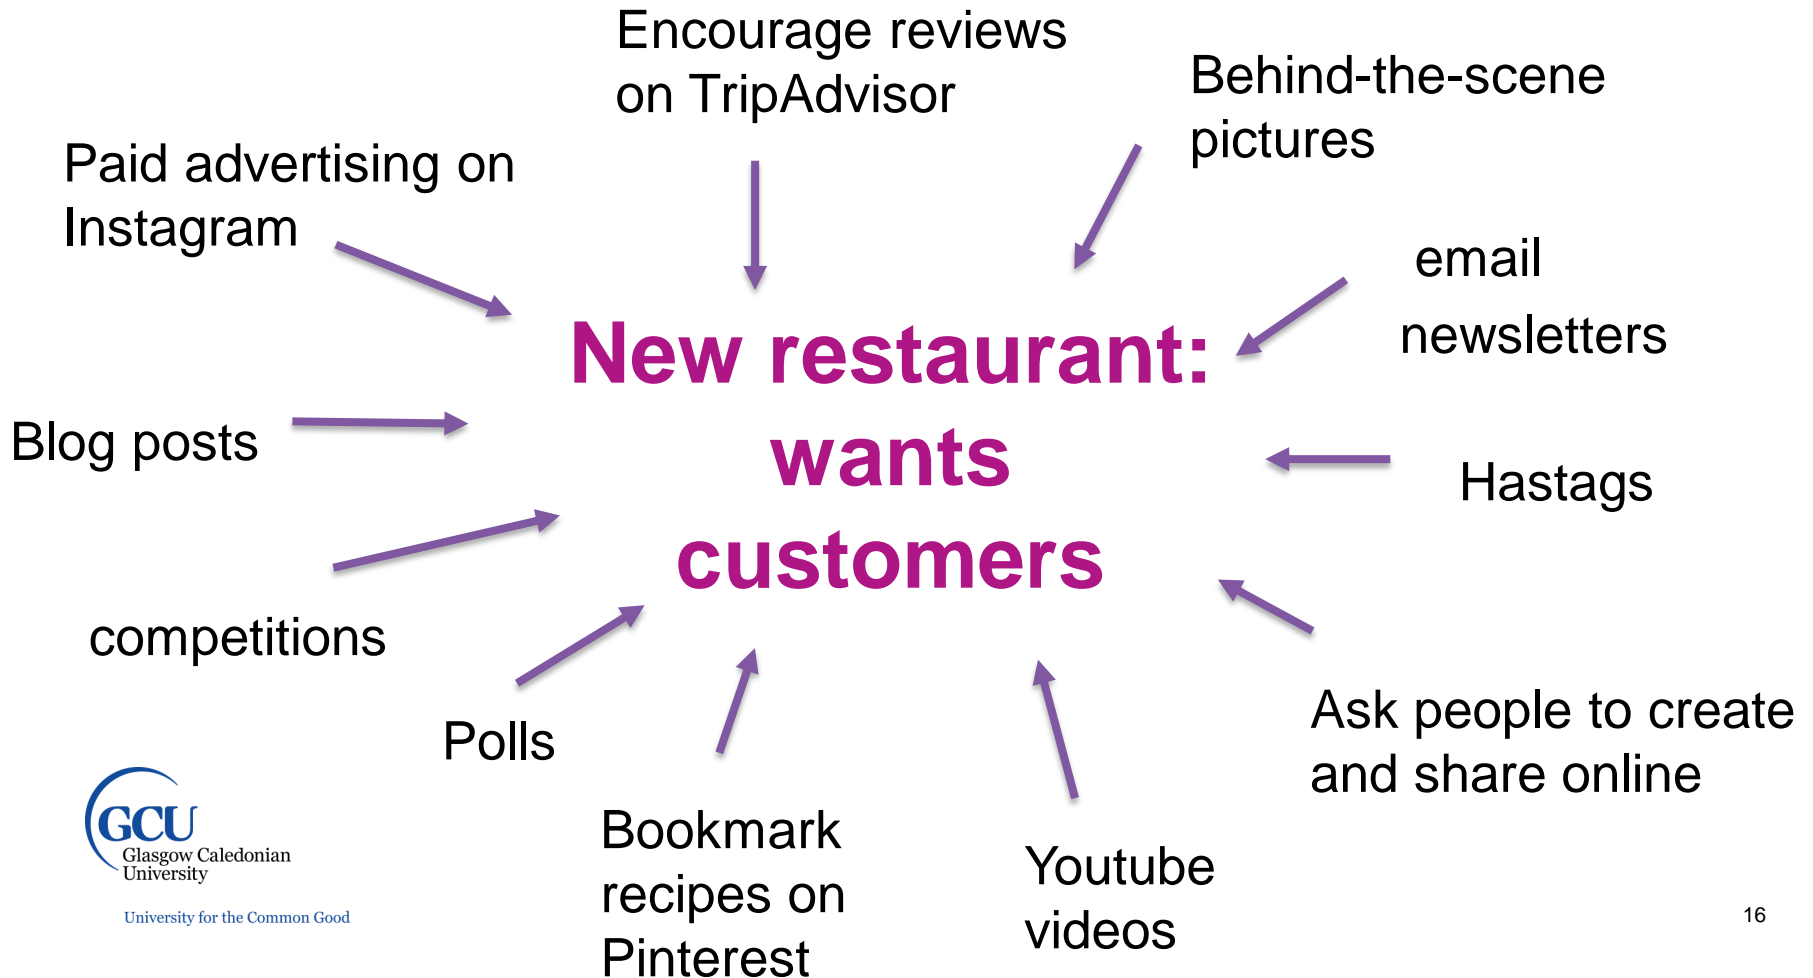 Encourage reviews
on TripAdvisor
Behind-the-scene
pictures
Paid advertising on
Instagram
email
newsletters
New restaurant:
wants
customers
Blog posts
Hastags
competitions
Polls
Ask people to create
and share online
Bookmark
recipes on
Pinterest
Youtube
videos
GCU
Glasgow Caledonian
University
University for the Common Good
16